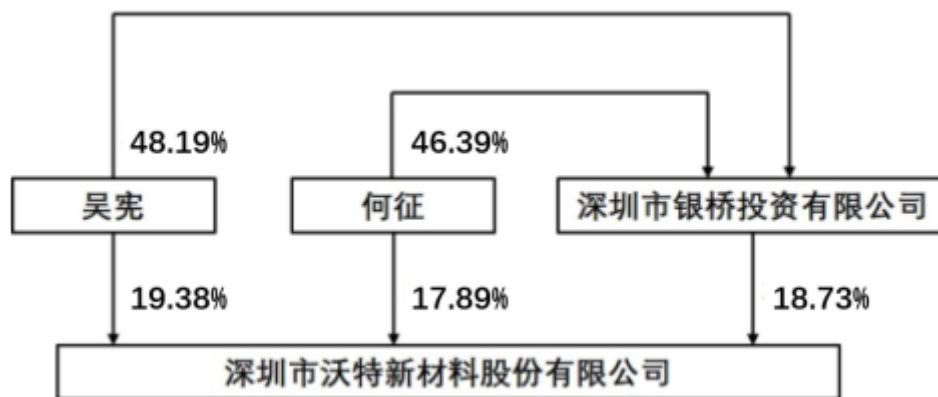 48.19%
46.39%
吴宪
何征
深圳市银桥投资有限公司
19.38%
17.89%
18.73%
深圳市沃特新材料股份有限公司